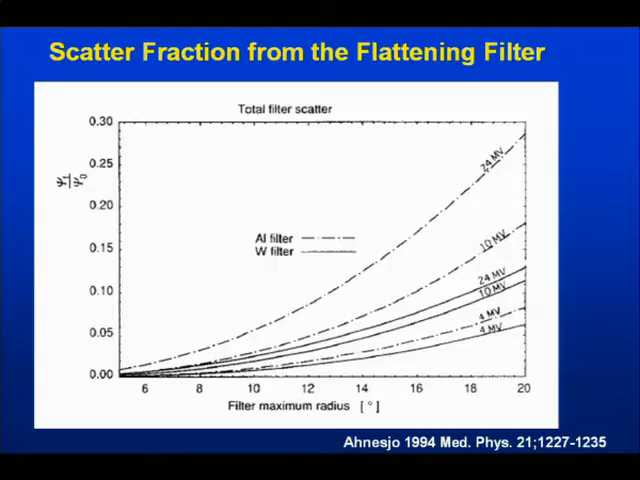 Scatter Fraction from the Flattening Filter
Total filter scatter
0.30
0.25
Ψ1
Ψ0
0.20
0.15
0.10
0.05
0.00
Al filter
W filter
24 MV
10 MV
24 MV
10 MV
4 MV
4 MV
6 8 10 12 14 16 18 20
Filter maximum radius [ ° ]
Ahnesjo 1994 Med. Phys. 21;1227-1235